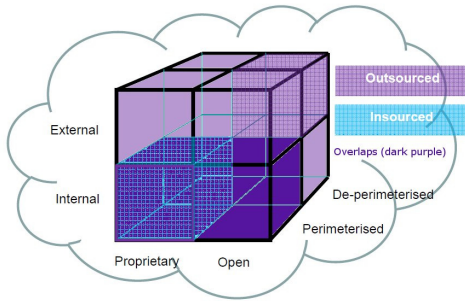 Outsourced
Insourced
Overlaps (dark purple)
External
Internal
De-perimeterised
Perimeterised
Proprietary
Open